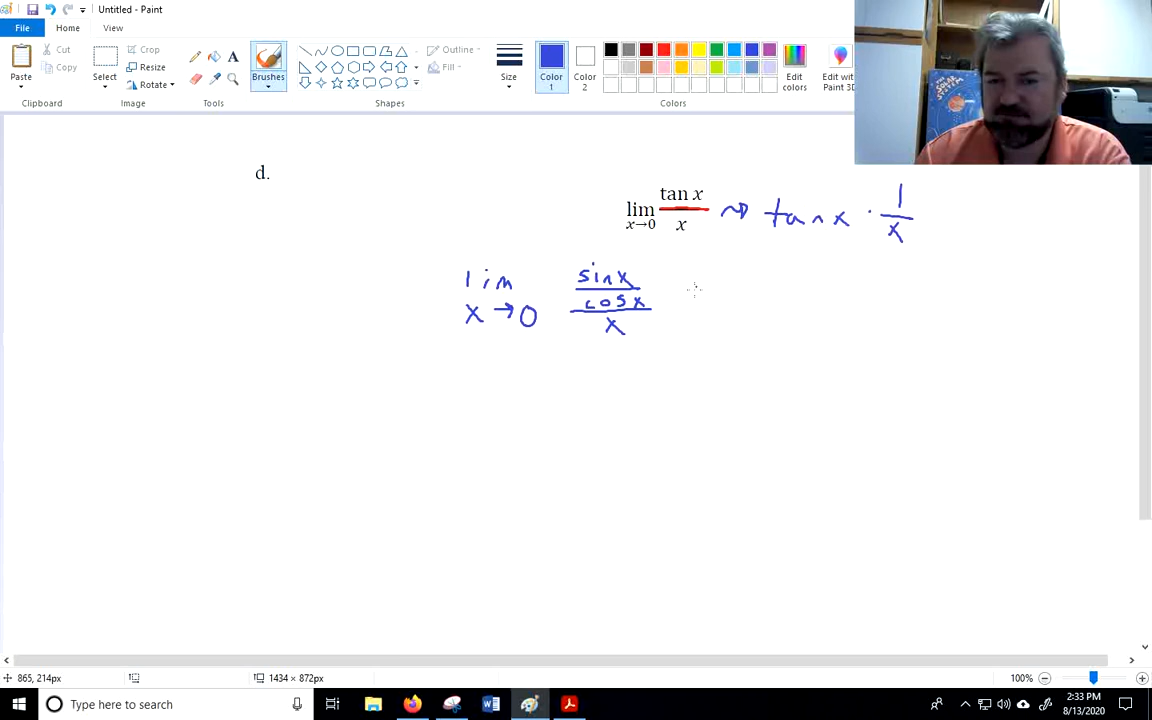 Untitled - Paint
File Home View
Paste Cut Copy
Select Crop Resize Rotate
A
Brushes
Outline Fill
Size
Color 1 Color 2
Edit colors
Edit with Paint 3D
Clipboard Image Tools Shapes Colors
d.
lim x→0 tan x / x
tan x · 1 / x
lim x → 0 sin x / cos x / x
865, 214px 1434 × 872px 100%
Type here to search
2:33 PM
8/13/2020